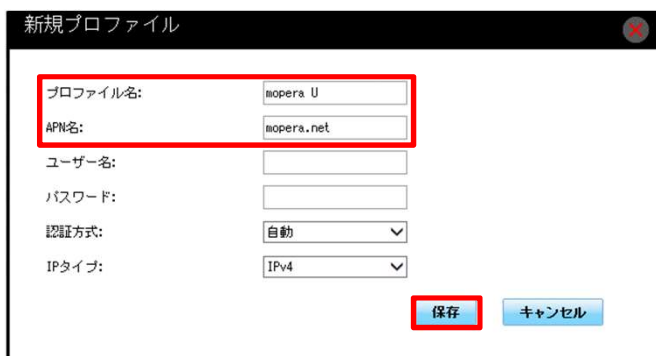 新規プロファイル
プロファイル名: mopera U
APN名: mopera.net
ユーザー名:
パスワード:
認証方式: 自動
IPタイプ: IPv4
保存 キャンセル